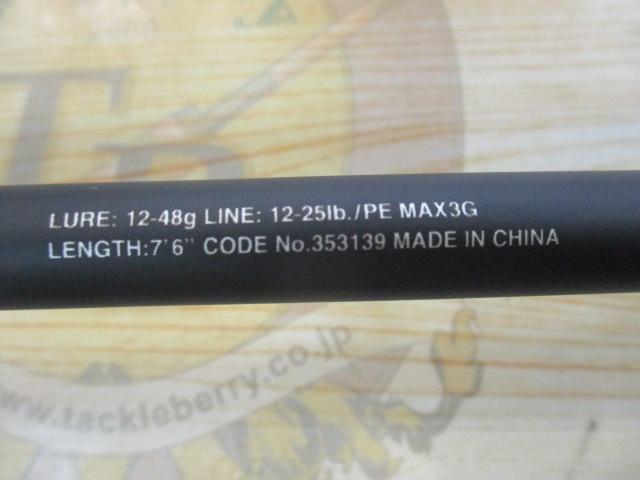 LURE: 12-48g LINE: 12-25lb./PE MAX3G
LENGTH:7'6" CODE No.353139 MADE IN CHINA
www.tackleberry.co.jp